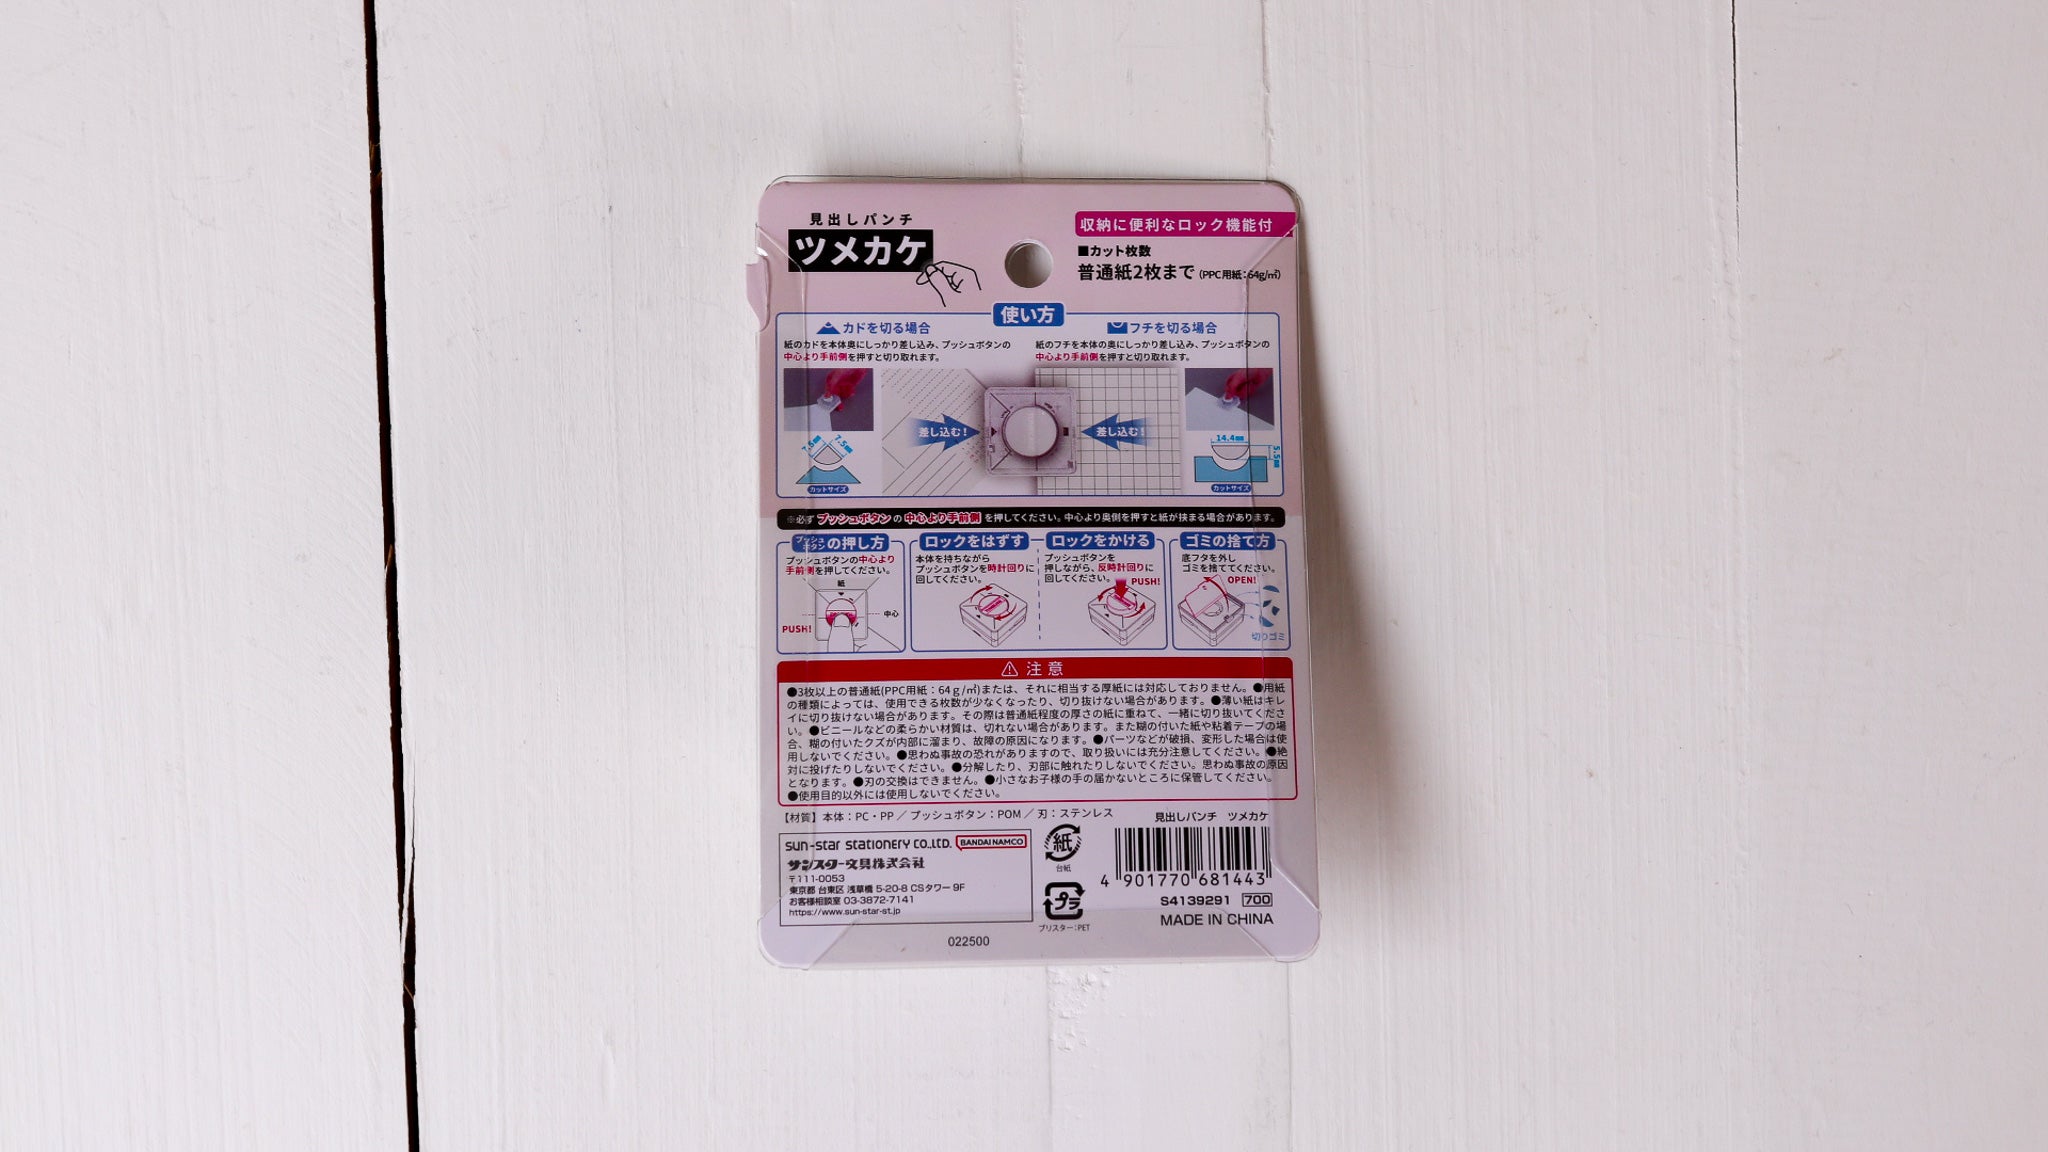 見出しパンチ
ツメカケ
収納に便利なロック機能付
■カット枚数
普通紙2枚まで(PPC用紙:64g/㎡)
使い方
カドを切る場合
紙のカドを本体奥にしっかり差し込み、プッシュボタンの
中心より手前側を押すと切り取れます。
フチを切る場合
紙のフチを本体の奥にしっかり差し込み、プッシュボタンの
中心より手前側を押すと切り取れます。
差し込む!
差し込む!
7.5mm
7.5mm
カットサイズ
14.4mm
5.5mm
カットサイズ
※必ずプッシュボタンの中心より手前側を押してください。中心より奥側を押すと紙が挟まる場合があります。
プッシュボタンの押し方
プッシュボタンの中心より
手前側を押してください。
紙
中心
PUSH!
ロックをはずす
本体を持ちながら
プッシュボタンを時計回りに
回してください。
ロックをかける
プッシュボタンを
押しながら、反時計回りに
回してください。
PUSH!
ゴミの捨て方
底フタを外し
ゴミを捨ててください。
OPEN!
切りゴミ
⚠ 注意
●3枚以上の普通紙(PPC用紙:64g/㎡)または、それに相当する厚紙には対応しておりません。●用紙
の種類によっては、使用できる枚数が少なくなったり、切り抜けない場合があります。●薄い紙はキレ
イに切り抜けない場合があります。その際は普通紙程度の厚さの紙に重ねて、一緒に切り抜いてくださ
い。●ビニールなどの柔らかい材質は、切れない場合があります。また糊の付いた紙や粘着テープの場
合、糊の付いたクズが内部に溜まり、故障の原因になります。●パーツなどが破損、変形した場合は使
用しないでください。●思わぬ事故の恐れがありますので、取り扱いには充分注意してください。●絶
対に投げたりしないでください。●分解したり、刃部に触れたりしないでください。思わぬ事故の原因
となります。●刃の交換はできません。●小さなお子様の手の届かないところに保管してください。
●使用目的以外には使用しないでください。
【材質】本体:PC・PP/プッシュボタン:POM/刃:ステンレス
sun-star stationery co.,ltd. BANDAI NAMCO
サンスター文具株式会社
〒111-0053
東京都 台東区 浅草橋 5-20-8 CSタワー 9F
お客様相談室 03-3872-7141
https://www.sun-star-st.jp
022500
紙
台紙
プラ
ブリスター:PET
見出しパンチ ツメカケ
4 901770 681443
S4139291 700
MADE IN CHINA